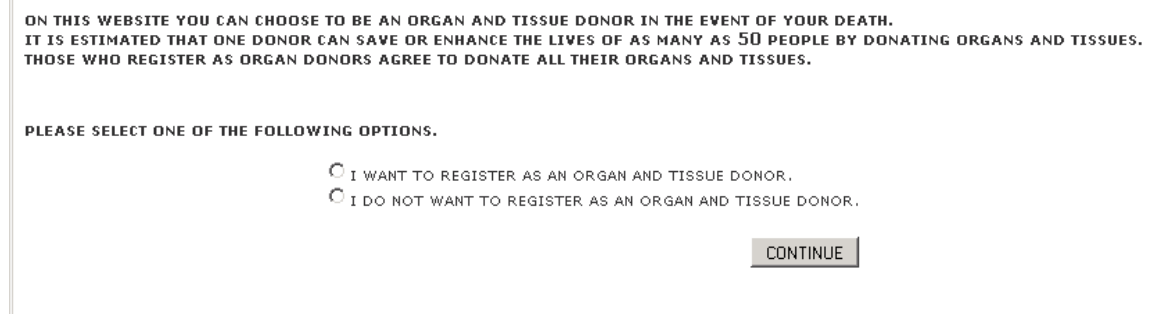 ON THIS WEBSITE YOU CAN CHOOSE TO BE AN ORGAN AND TISSUE DONOR IN THE EVENT OF YOUR DEATH.
IT IS ESTIMATED THAT ONE DONOR CAN SAVE OR ENHANCE THE LIVES OF AS MANY AS 50 PEOPLE BY DONATING ORGANS AND TISSUES.
THOSE WHO REGISTER AS ORGAN DONORS AGREE TO DONATE ALL THEIR ORGANS AND TISSUES.
PLEASE SELECT ONE OF THE FOLLOWING OPTIONS.
I WANT TO REGISTER AS AN ORGAN AND TISSUE DONOR.
I DO NOT WANT TO REGISTER AS AN ORGAN AND TISSUE DONOR.
CONTINUE